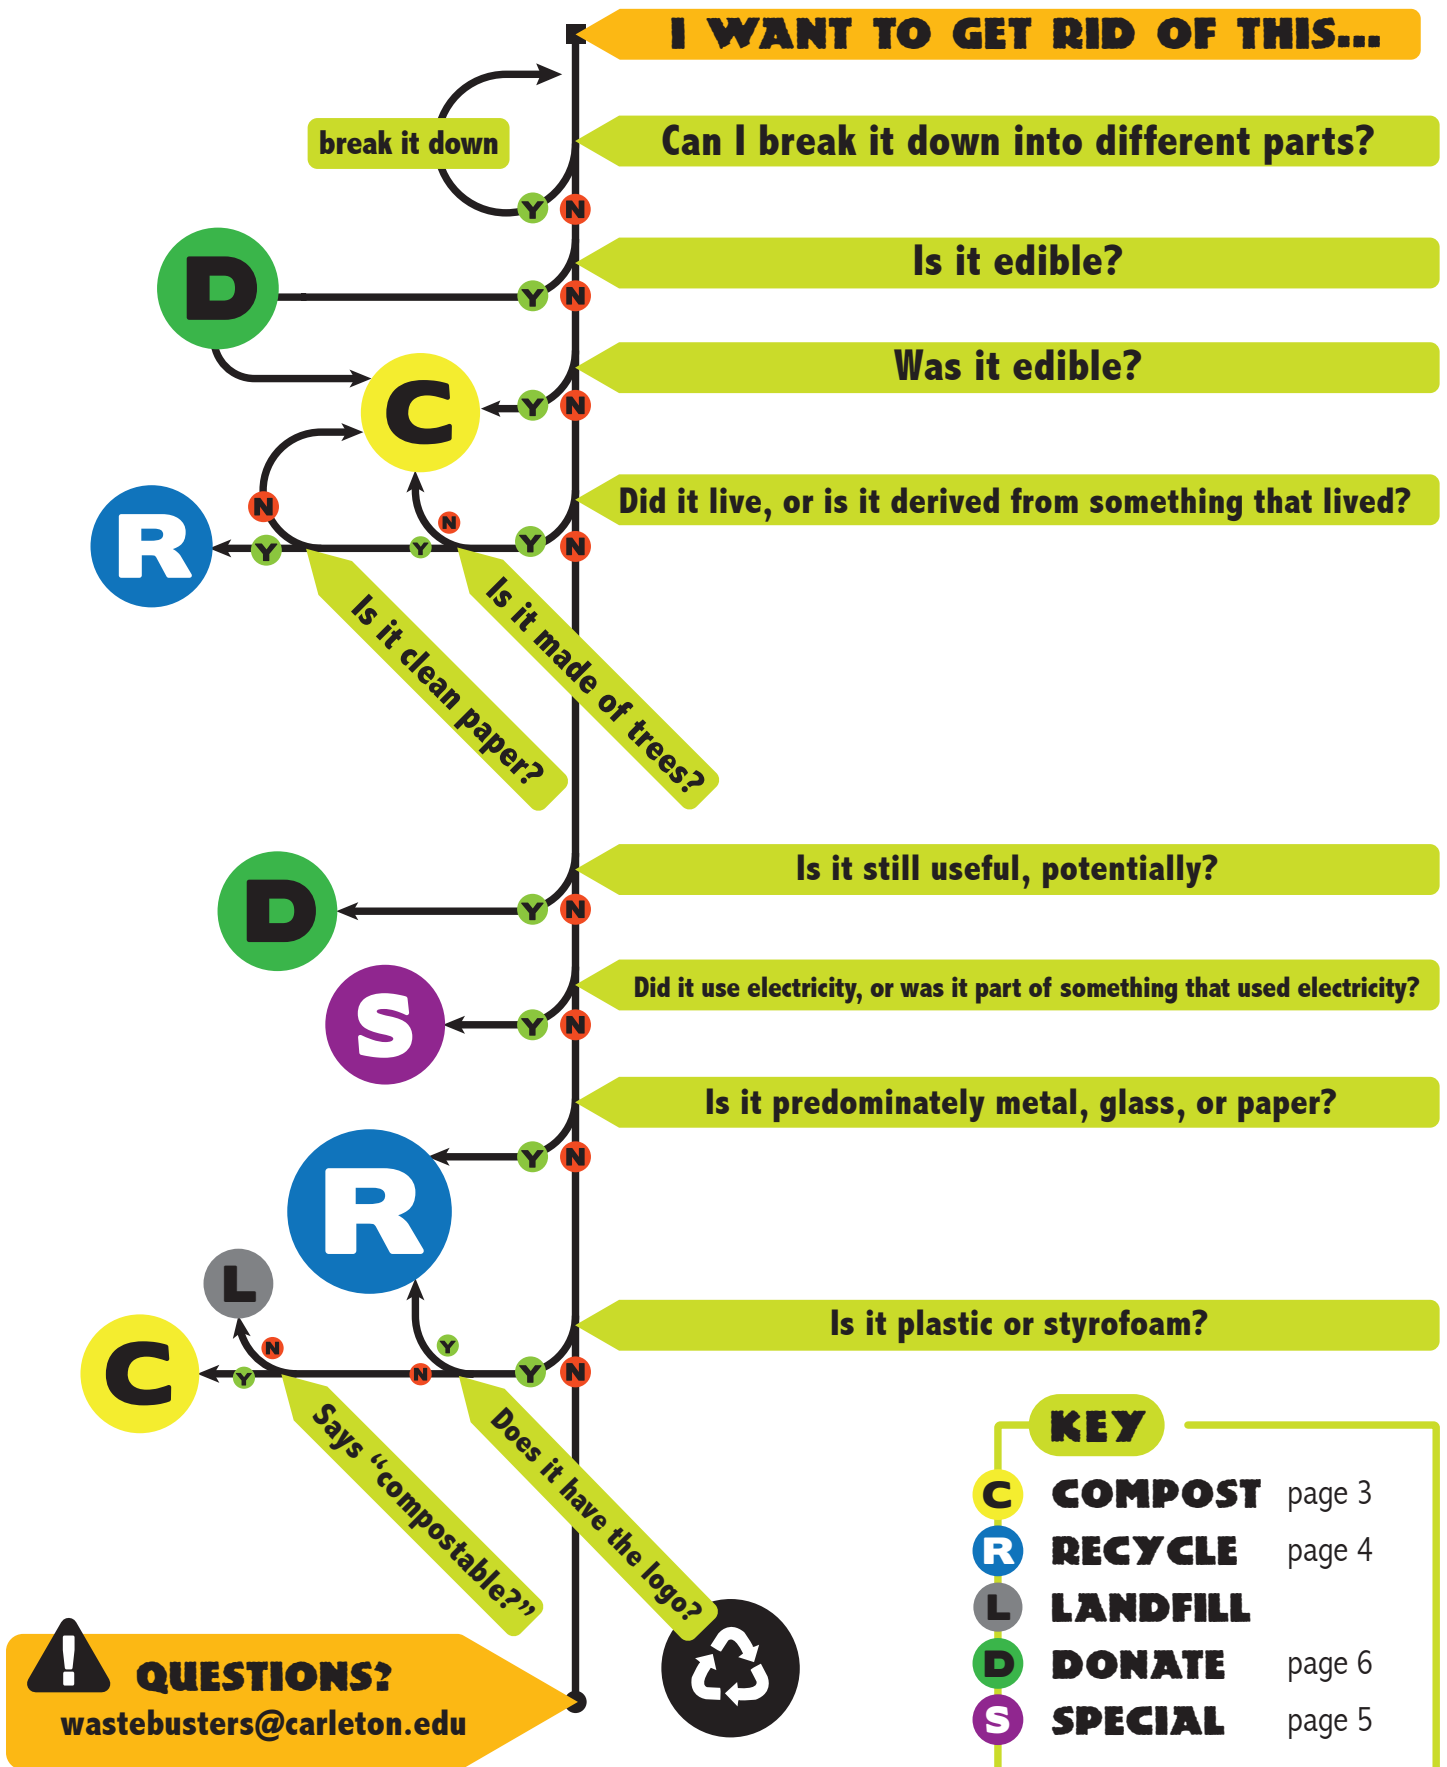 I WANT TO GET RID OF THIS...
break it down
Can I break it down into different parts?
Y N
Is it edible?
D
Y N
Was it edible?
C
Y N
Did it live, or is it derived from something that lived?
N
N
R
Y
Y
Y N
Is it clean paper?
Is it made of trees?
Is it still useful, potentially?
D
Y N
Did it use electricity, or was it part of something that used electricity?
S
Y N
Is it predominately metal, glass, or paper?
Y N
R
L
Is it plastic or styrofoam?
N
Y
C
Y
N
Y N
Says “compostable?”
Does it have the logo?
KEY
C COMPOST page 3
R RECYCLE page 4
L LANDFILL
D DONATE page 6
S SPECIAL page 5
!
QUESTIONS?
wastebusters@carleton.edu